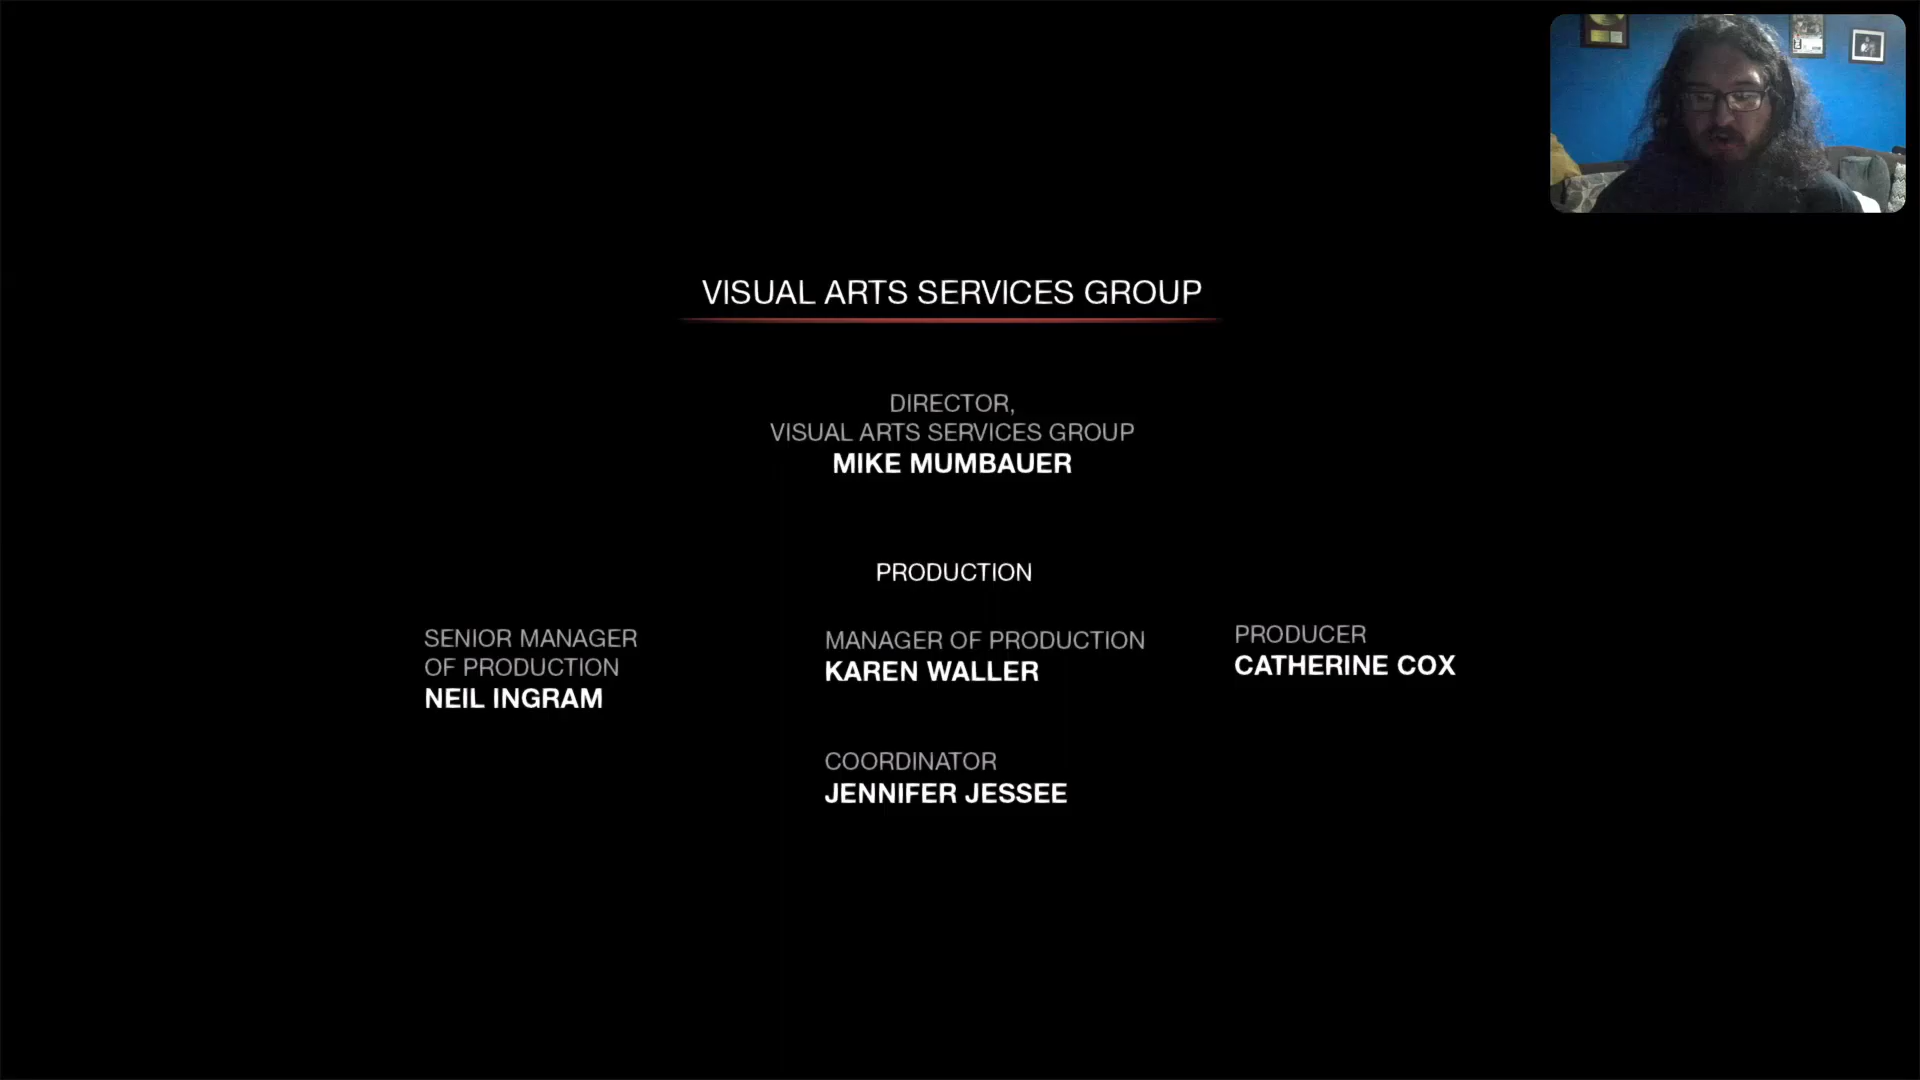 VISUAL ARTS SERVICES GROUP
DIRECTOR,
VISUAL ARTS SERVICES GROUP
MIKE MUMBAUER
PRODUCTION
SENIOR MANAGER
OF PRODUCTION
NEIL INGRAM
MANAGER OF PRODUCTION
KAREN WALLER
PRODUCER
CATHERINE COX
COORDINATOR
JENNIFER JESSEE